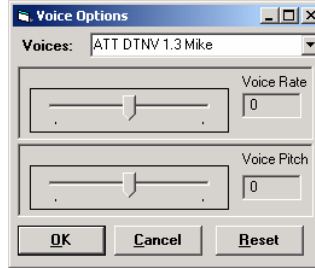 Voice Options
Voices: ATT DTNV 1.3 Mike
Voice Rate
0
Voice Pitch
0
OK Cancel Reset